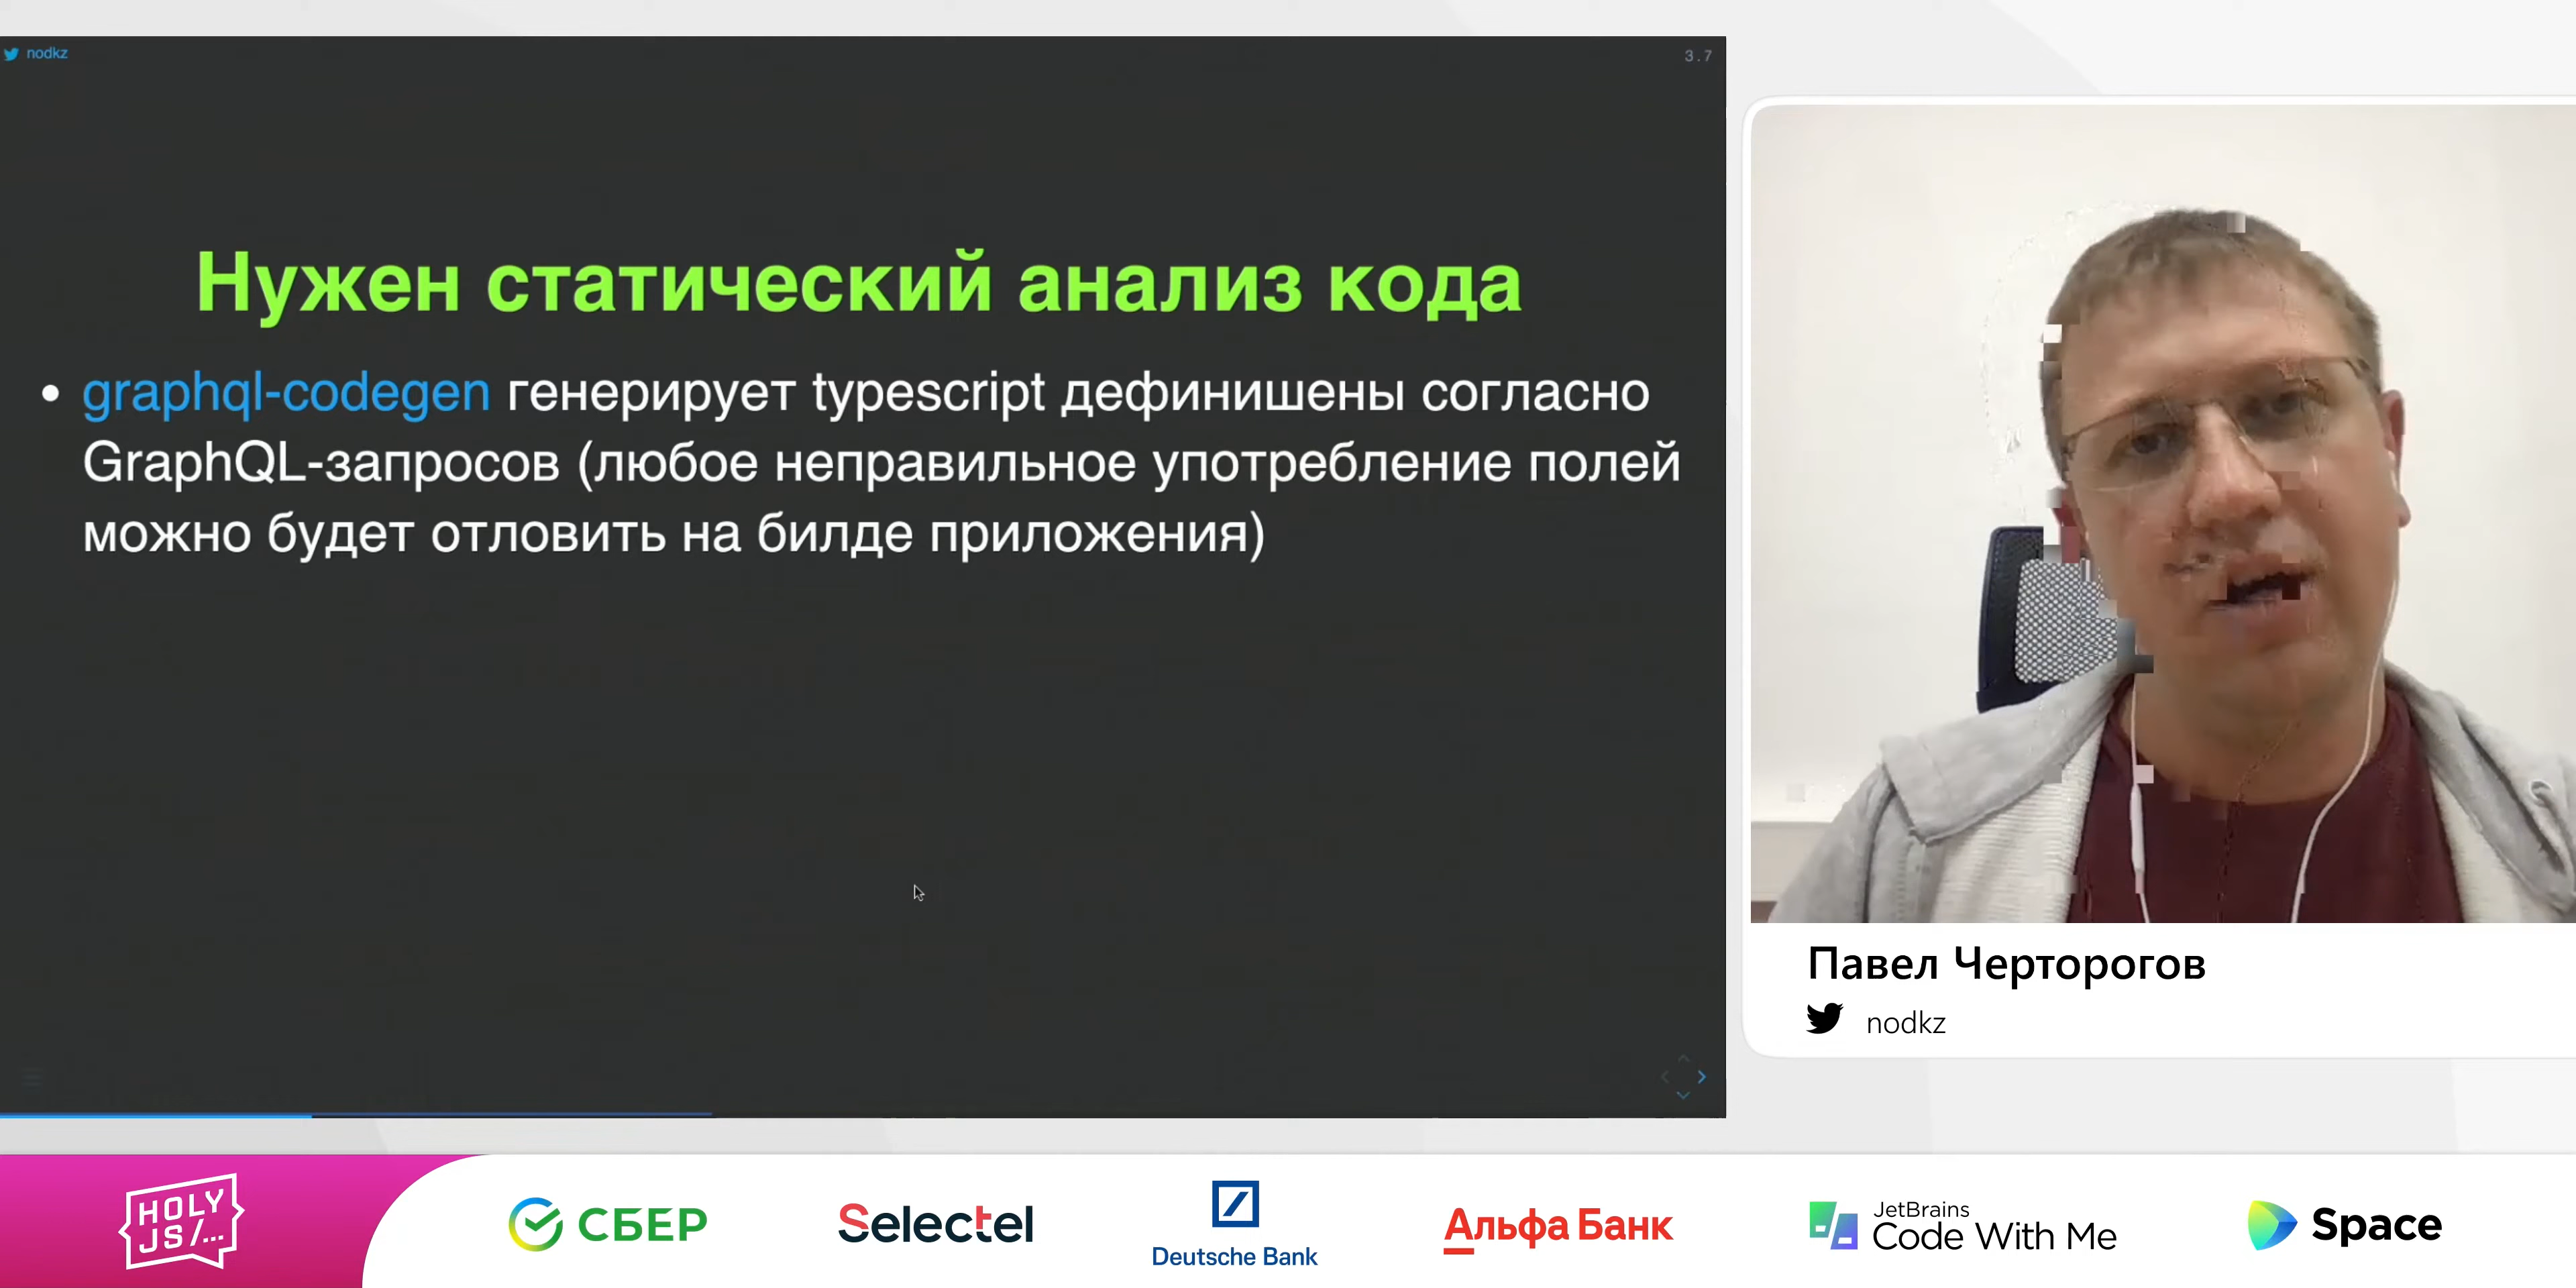 nodkz
3.7
Нужен статический анализ кода
• graphql-codegen генерирует typescript дефинишены согласно
GraphQL-запросов (любое неправильное употребление полей
можно будет отловить на билде приложения)
Павел Черторогов
nodkz
HOLY
JS/...
СБЕР
Selectel
Deutsche Bank
Альфа Банк
JetBrains
Code With Me
Space